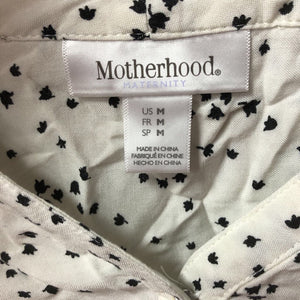 Motherhood®
MATERNITY
US M
FR M
SP M
MADE IN CHINA
FABRIQUÉ EN CHINE
HECHO EN CHINA